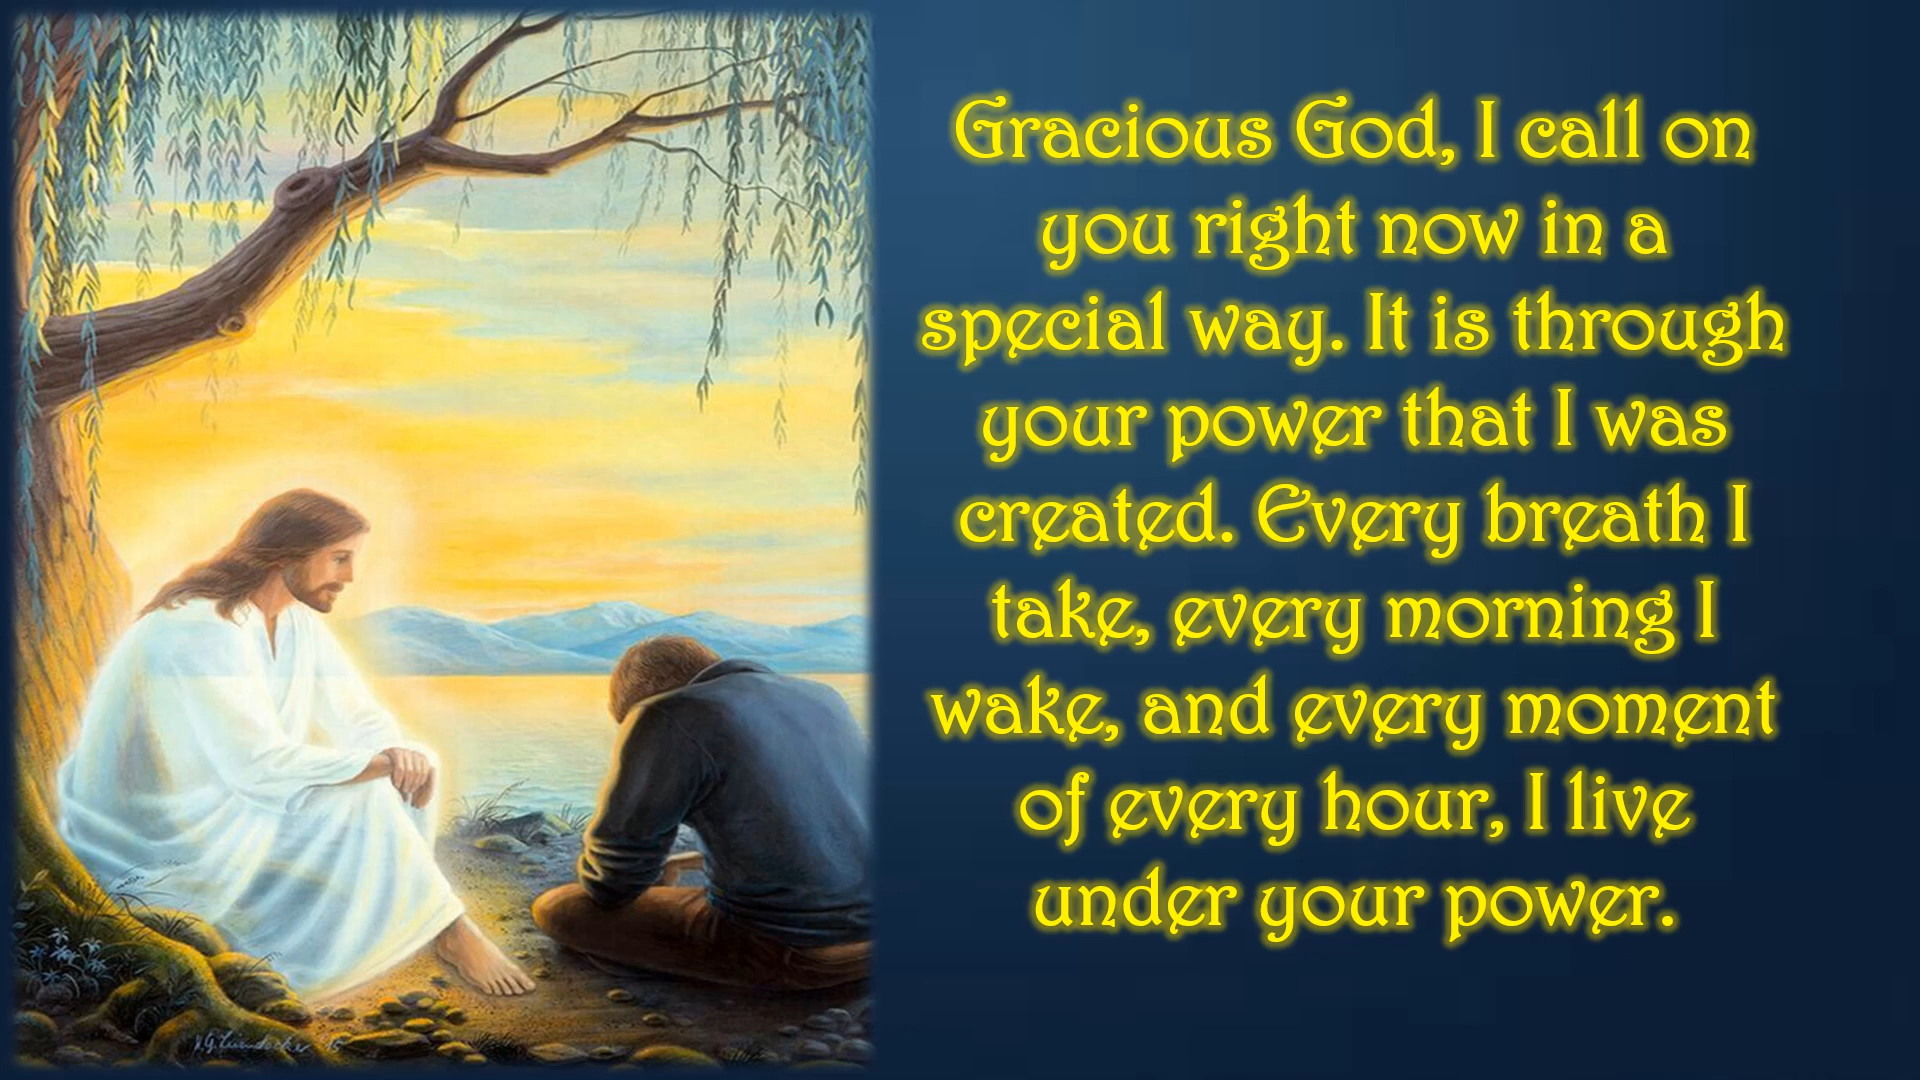 Gracious God, I call on
you right now in a
special way. It is through
your power that I was
created. Every breath I
take, every morning I
wake, and every moment
of every hour, I live
under your power.